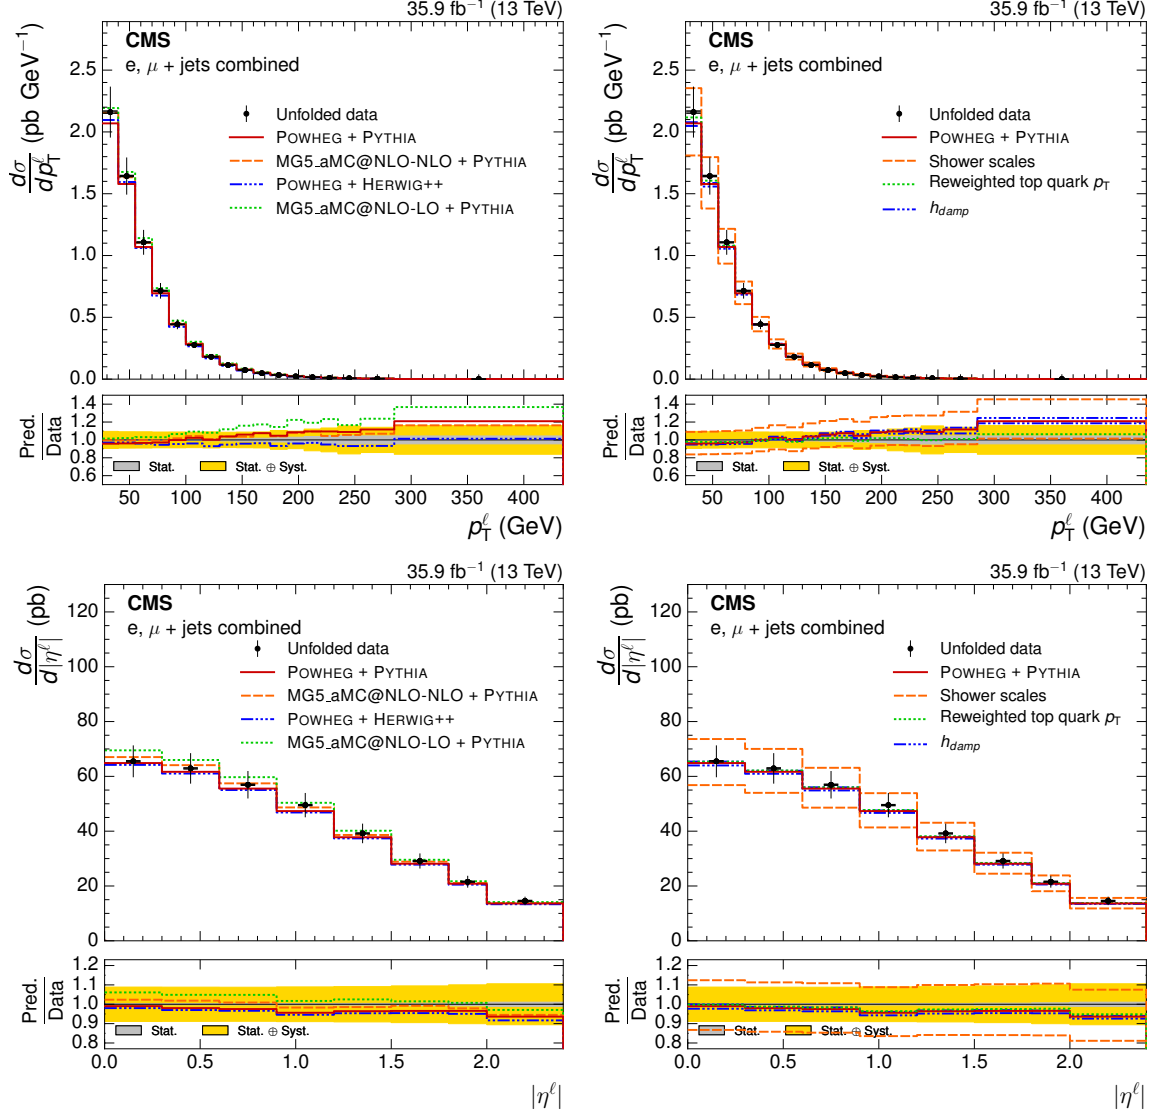 35.9 fb⁻¹ (13 TeV)
CMS
e, μ + jets combined
Unfolded data
POWHEG + PYTHIA
MG5_aMC@NLO-NLO + PYTHIA
POWHEG + HERWIG++
MG5_aMC@NLO-LO + PYTHIA
dσ/dp_T^ℓ (pb GeV⁻¹)
2.5
2.0
1.5
1.0
0.5
0.0
Pred./Data
1.4
1.2
1.0
0.8
0.6
Stat.
Stat. ⊕ Syst.
50 100 150 200 250 300 350 400
p_T^ℓ (GeV)
35.9 fb⁻¹ (13 TeV)
CMS
e, μ + jets combined
Unfolded data
POWHEG + PYTHIA
Shower scales
Reweighted top quark p_T
h_damp
dσ/dp_T^ℓ (pb GeV⁻¹)
2.5
2.0
1.5
1.0
0.5
0.0
Pred./Data
1.4
1.2
1.0
0.8
0.6
Stat.
Stat. ⊕ Syst.
50 100 150 200 250 300 350 400
p_T^ℓ (GeV)
35.9 fb⁻¹ (13 TeV)
CMS
e, μ + jets combined
Unfolded data
POWHEG + PYTHIA
MG5_aMC@NLO-NLO + PYTHIA
POWHEG + HERWIG++
MG5_aMC@NLO-LO + PYTHIA
dσ/d|η^ℓ| (pb)
120
100
80
60
40
20
0
Pred./Data
1.2
1.1
1.0
0.9
0.8
Stat.
Stat. ⊕ Syst.
0.0 0.5 1.0 1.5 2.0
|η^ℓ|
35.9 fb⁻¹ (13 TeV)
CMS
e, μ + jets combined
Unfolded data
POWHEG + PYTHIA
Shower scales
Reweighted top quark p_T
h_damp
dσ/d|η^ℓ| (pb)
120
100
80
60
40
20
0
Pred./Data
1.2
1.1
1.0
0.9
0.8
Stat.
Stat. ⊕ Syst.
0.0 0.5 1.0 1.5 2.0
|η^ℓ|